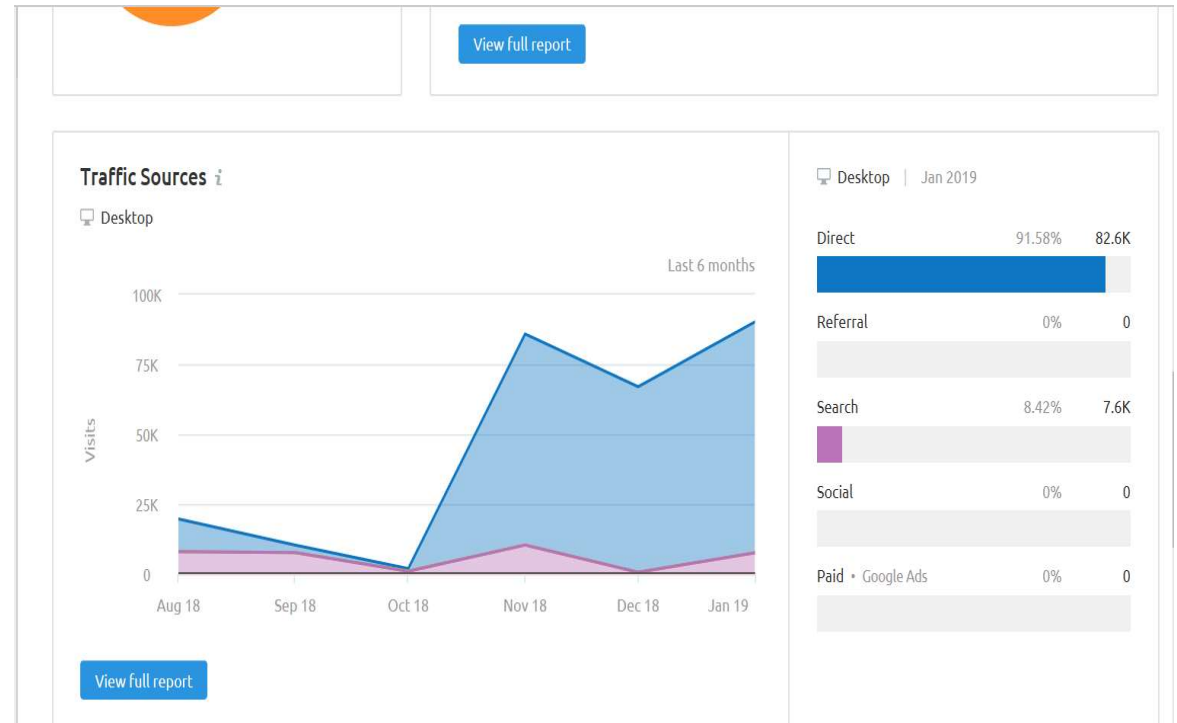 View full report
Traffic Sources i
Desktop
Last 6 months
100K
75K
50K
25K
0
Visits
Aug 18 Sep 18 Oct 18 Nov 18 Dec 18 Jan 19
View full report
Desktop | Jan 2019
Direct 91.58% 82.6K
Referral 0% 0
Search 8.42% 7.6K
Social 0% 0
Paid • Google Ads 0% 0